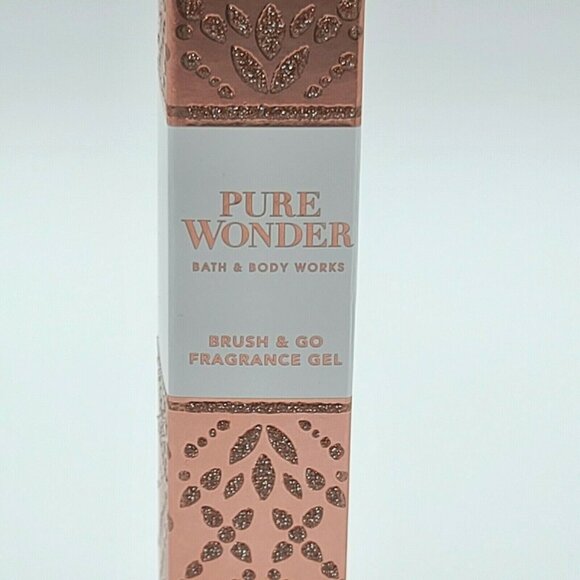 PURE
WONDER
BATH & BODY WORKS
BRUSH & GO
FRAGRANCE GEL